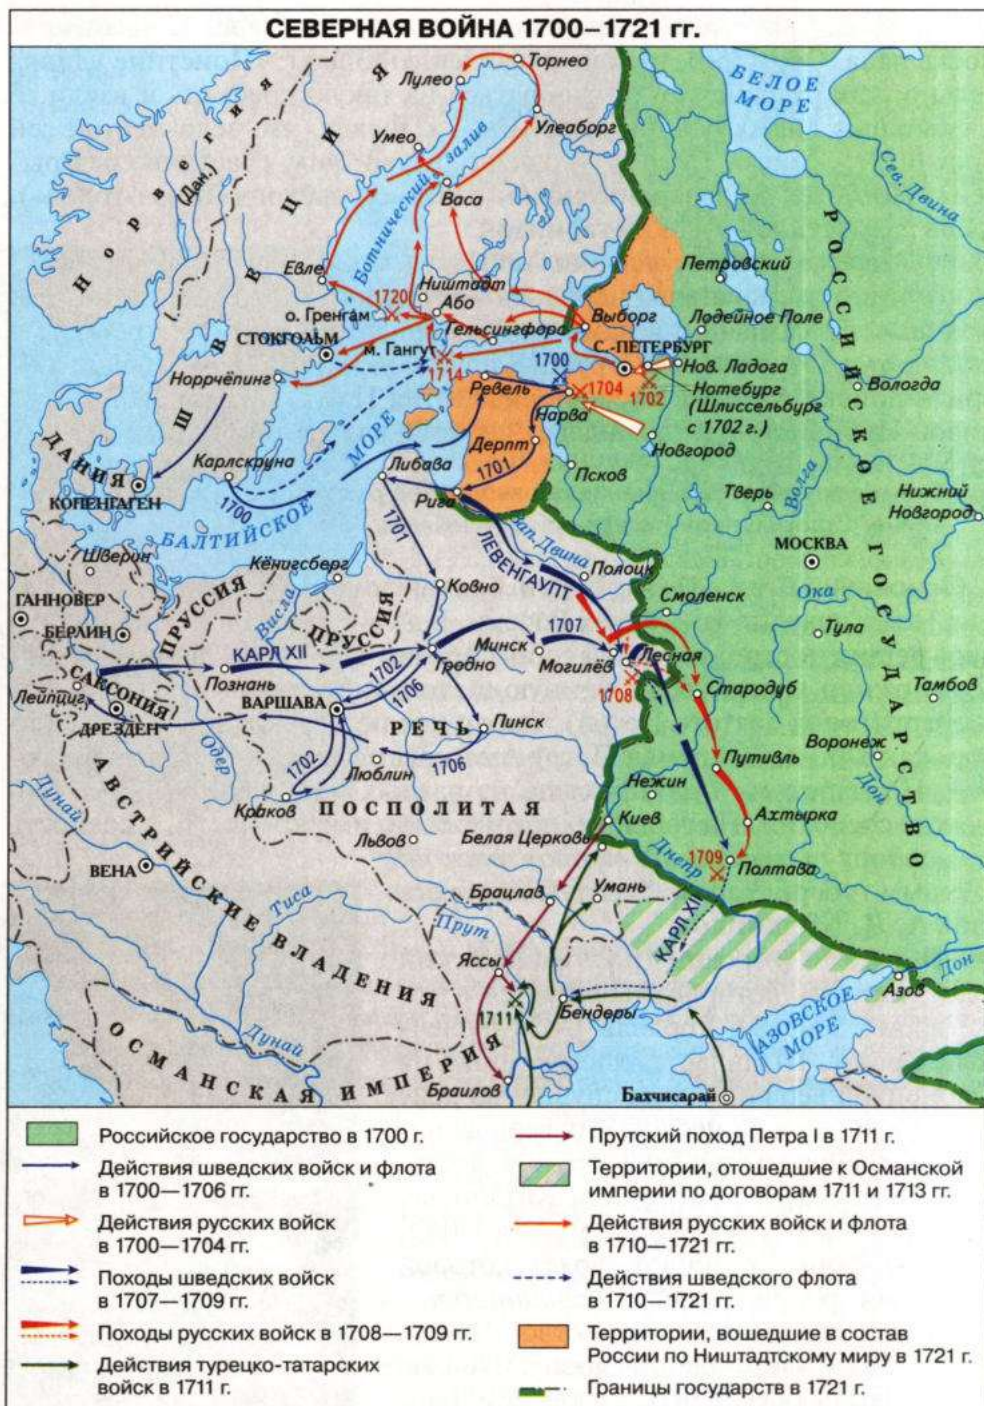 СЕВЕРНАЯ ВОЙНА 1700–1721 гг.
Торнео
Лулео
БЕЛОЕ
МОРЕ
Улеаборг
Умео
Сев. Двина
Норвегия
(Дан.)
ШВЕЦИЯ
Ботнический залив
Васа
РОССИЙСКОЕ ГОСУДАРСТВО
Евле
Ништадт
Петровский
1720
Або
о. Гренгам
Гельсингфорс
Выборг
Лодейное Поле
СТОКГОЛЬМ
м. Гангут
1700
С.-ПЕТЕРБУРГ
Нов. Ладога
1714
Норрчёпинг
Ревель
1704
1702
Нотебург
(Шлиссельбург
с 1702 г.)
Вологда
Нарва
ДАНИЯ
Дерпт
Новгород
Карлскруна
Либава
1701
Псков
КОПЕНГАГЕН
1700
Рига
Тверь
Волга
Нижний
Новгород
БАЛТИЙСКОЕ МОРЕ
1701
Зап. Двина
ЛЕВЕНГАУПТ
МОСКВА
Шверин
Кёнигсберг
Полоцк
Ковно
Смоленск
Ока
ГАННОВЕР
БЕРЛИН
ПРУССИЯ
Висла
ПРУССИЯ
1707
Тула
КАРЛ XII
Минск
Лесная
Могилёв
1702
Гродно
1708
Познань
САКСОНИЯ
Лейпциг
ВАРШАВА
1706
Стародуб
Тамбов
ДРЕЗДЕН
РЕЧЬ
Пинск
Одер
1702
Люблин
1706
Путивль
Воронеж
Дон
Нежин
Краков
ПОСПОЛИТАЯ
Ахтырка
Дунай
Львов
Белая Церковь
Киев
1709
Днепр
Полтава
ВЕНА
АВСТРИЙСКИЕ ВЛАДЕНИЯ
Тиса
Брацлав
Умань
КАРЛ XI
Прут
Яссы
Дон
Азов
1711
Бендеры
АЗОВСКОЕ
МОРЕ
Дунай
ОСМАНСКАЯ ИМПЕРИЯ
Браилов
Бахчисарай
Российское государство в 1700 г.
Действия шведских войск и флота
в 1700—1706 гг.
Действия русских войск
в 1700—1704 гг.
Походы шведских войск
в 1707—1709 гг.
Походы русских войск в 1708—1709 гг.
Действия турецко-татарских
войск в 1711 г.
Прутский поход Петра I в 1711 г.
Территории, отошедшие к Османской
империи по договорам 1711 и 1713 гг.
Действия русских войск и флота
в 1710—1721 гг.
Действия шведского флота
в 1710—1721 гг.
Территории, вошедшие в состав
России по Ништадтскому миру в 1721 г.
Границы государств в 1721 г.